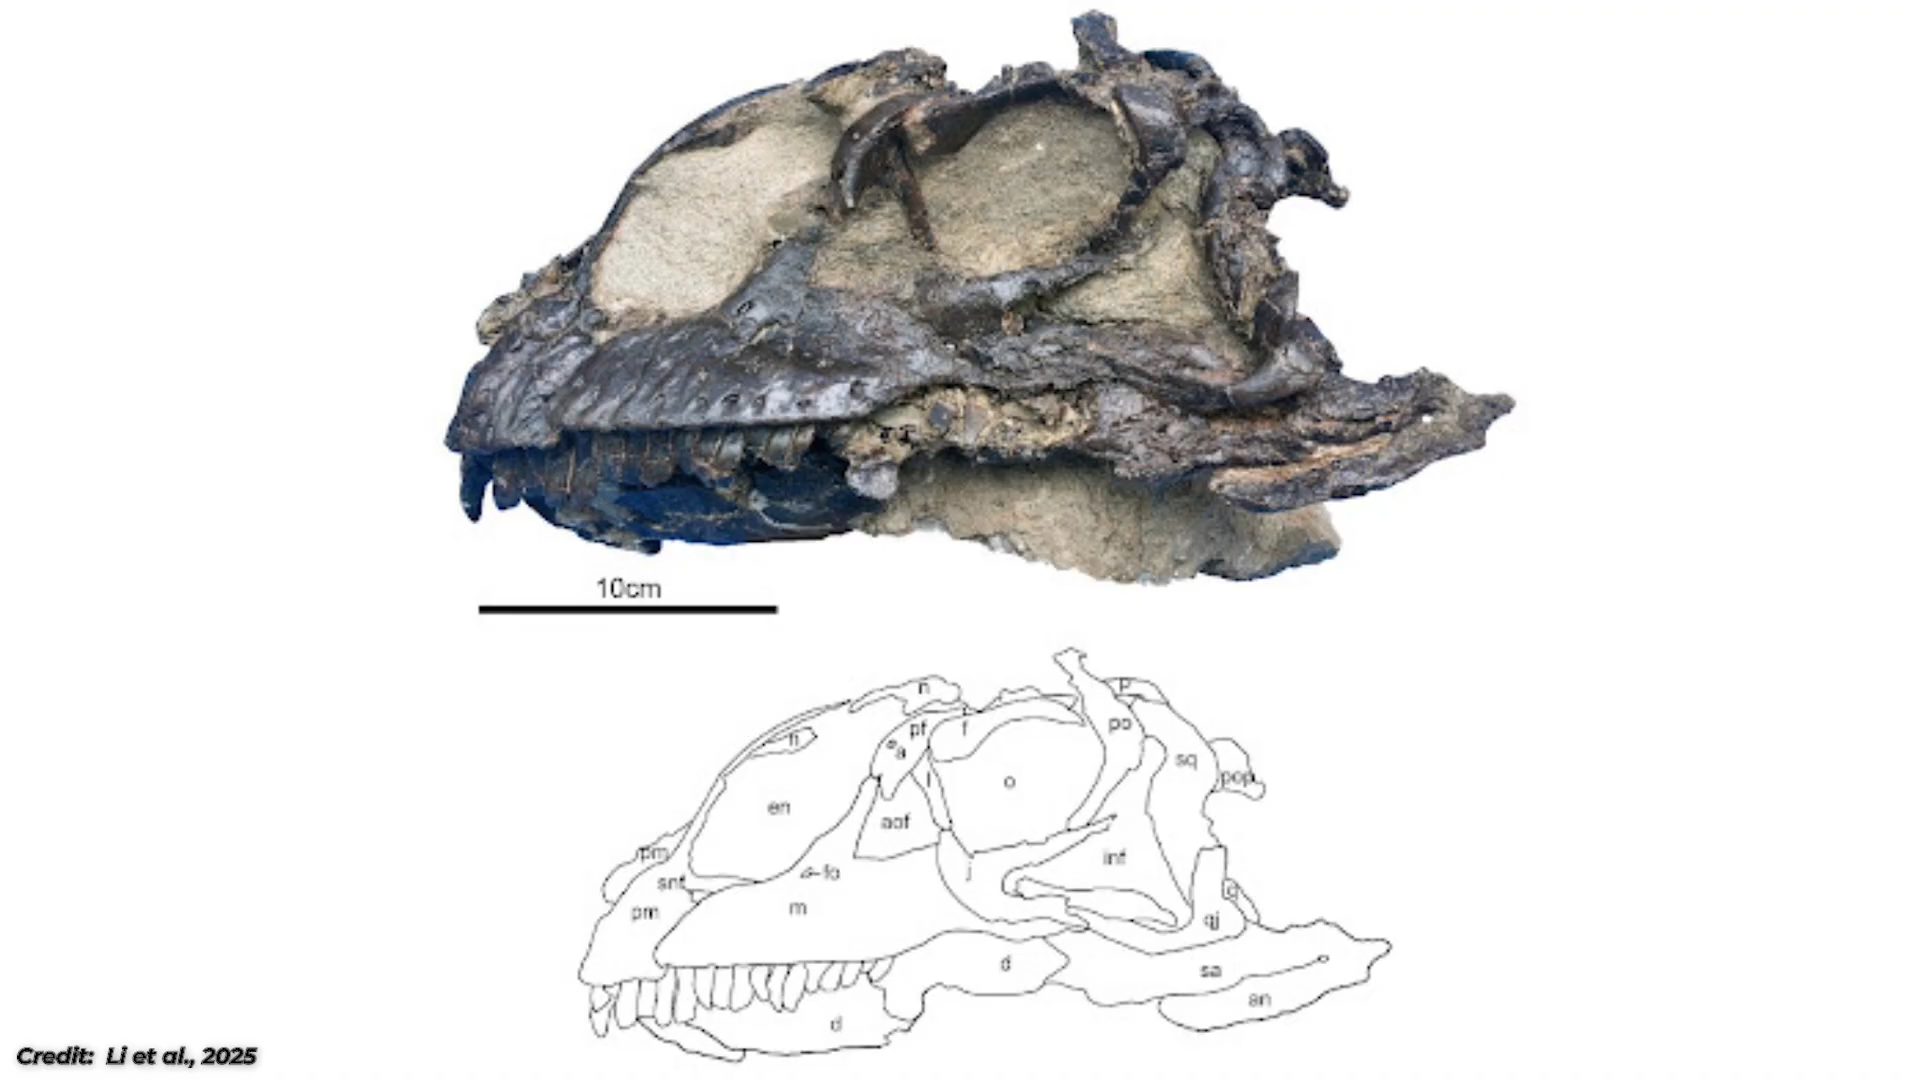 10cm
n
p
pf
f
po
n
a
sq
l
o
pop
en
aof
pm
inf
fo
j
snf
q
pm
m
qj
d
sa
an
d
Credit: Li et al., 2025